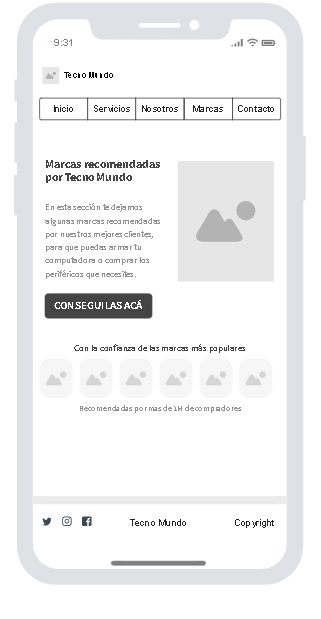 9:31
Tecno Mundo
Inicio Servicios Nosotros Marcas Contacto
Marcas recomendadas
por Tecno Mundo
En esta sección te dejamos
algunas marcas recomendadas
por nuestros mejores clientes,
para que puedas armar tu
computadora o comprar los
periféricos que necesites.
CONSEGUILAS ACÁ
Con la confianza de las marcas más populares
Recomendadas por mas de 1M de compradores
Tecno Mundo
Copyright